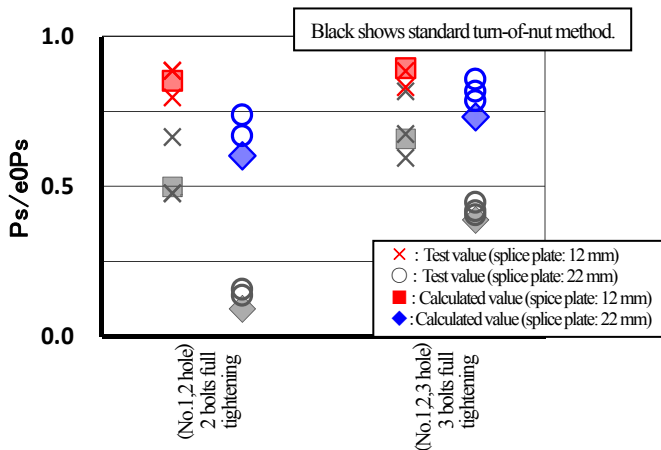 Black shows standard turn-of-nut method.
1.0
0.5
0.0
Ps/e0Ps
× : Test value (splice plate: 12 mm)
○ : Test value (splice plate: 22 mm)
■ : Calculated value (spice plate: 12 mm)
◆ : Calculated value (spice plate: 22 mm)
(No.1,2 hole)
2 bolts full
tightening
(No.1,2,3 hole)
3 bolts full
tightening